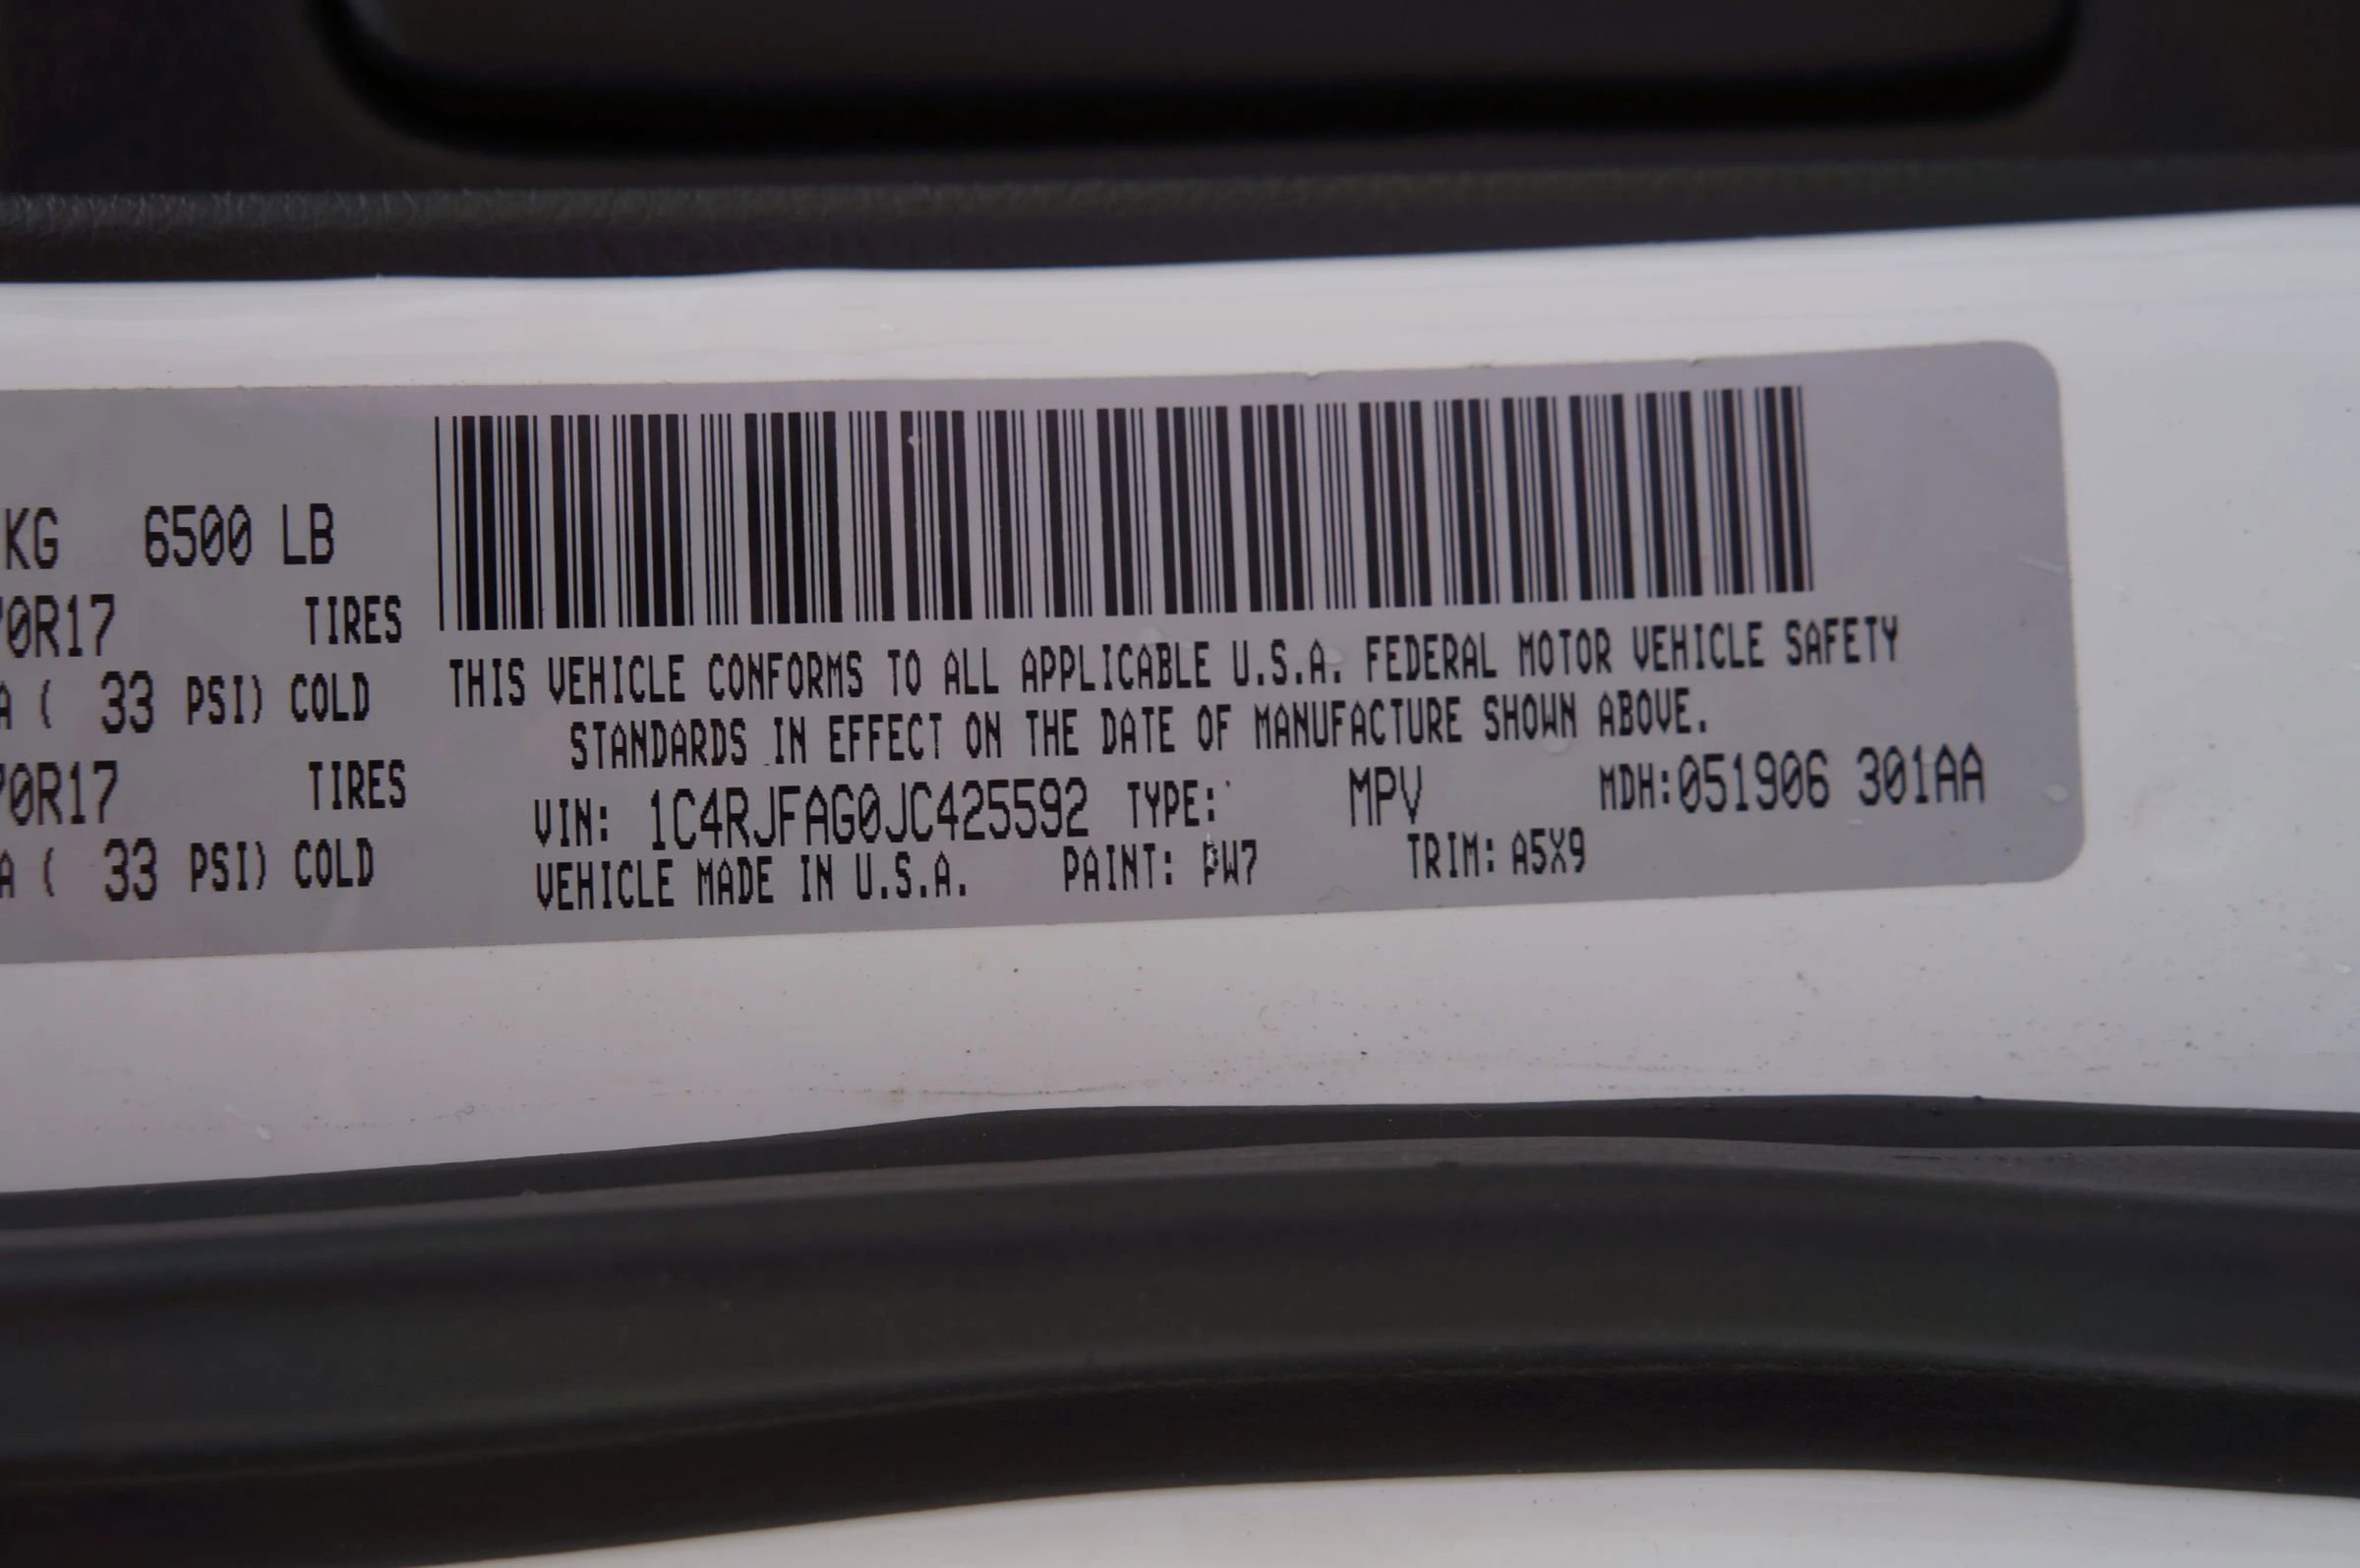 KG 6500 LB
70R17 TIRES
A ( 33 PSI) COLD
70R17 TIRES
A ( 33 PSI) COLD
THIS VEHICLE CONFORMS TO ALL APPLICABLE U.S.A. FEDERAL MOTOR VEHICLE SAFETY
STANDARDS IN EFFECT ON THE DATE OF MANUFACTURE SHOWN ABOVE.
VIN: 1C4RJFAG0JC425592 TYPE: MPV MDH:051906 301AA
VEHICLE MADE IN U.S.A. PAINT: PW7 TRIM: A5X9